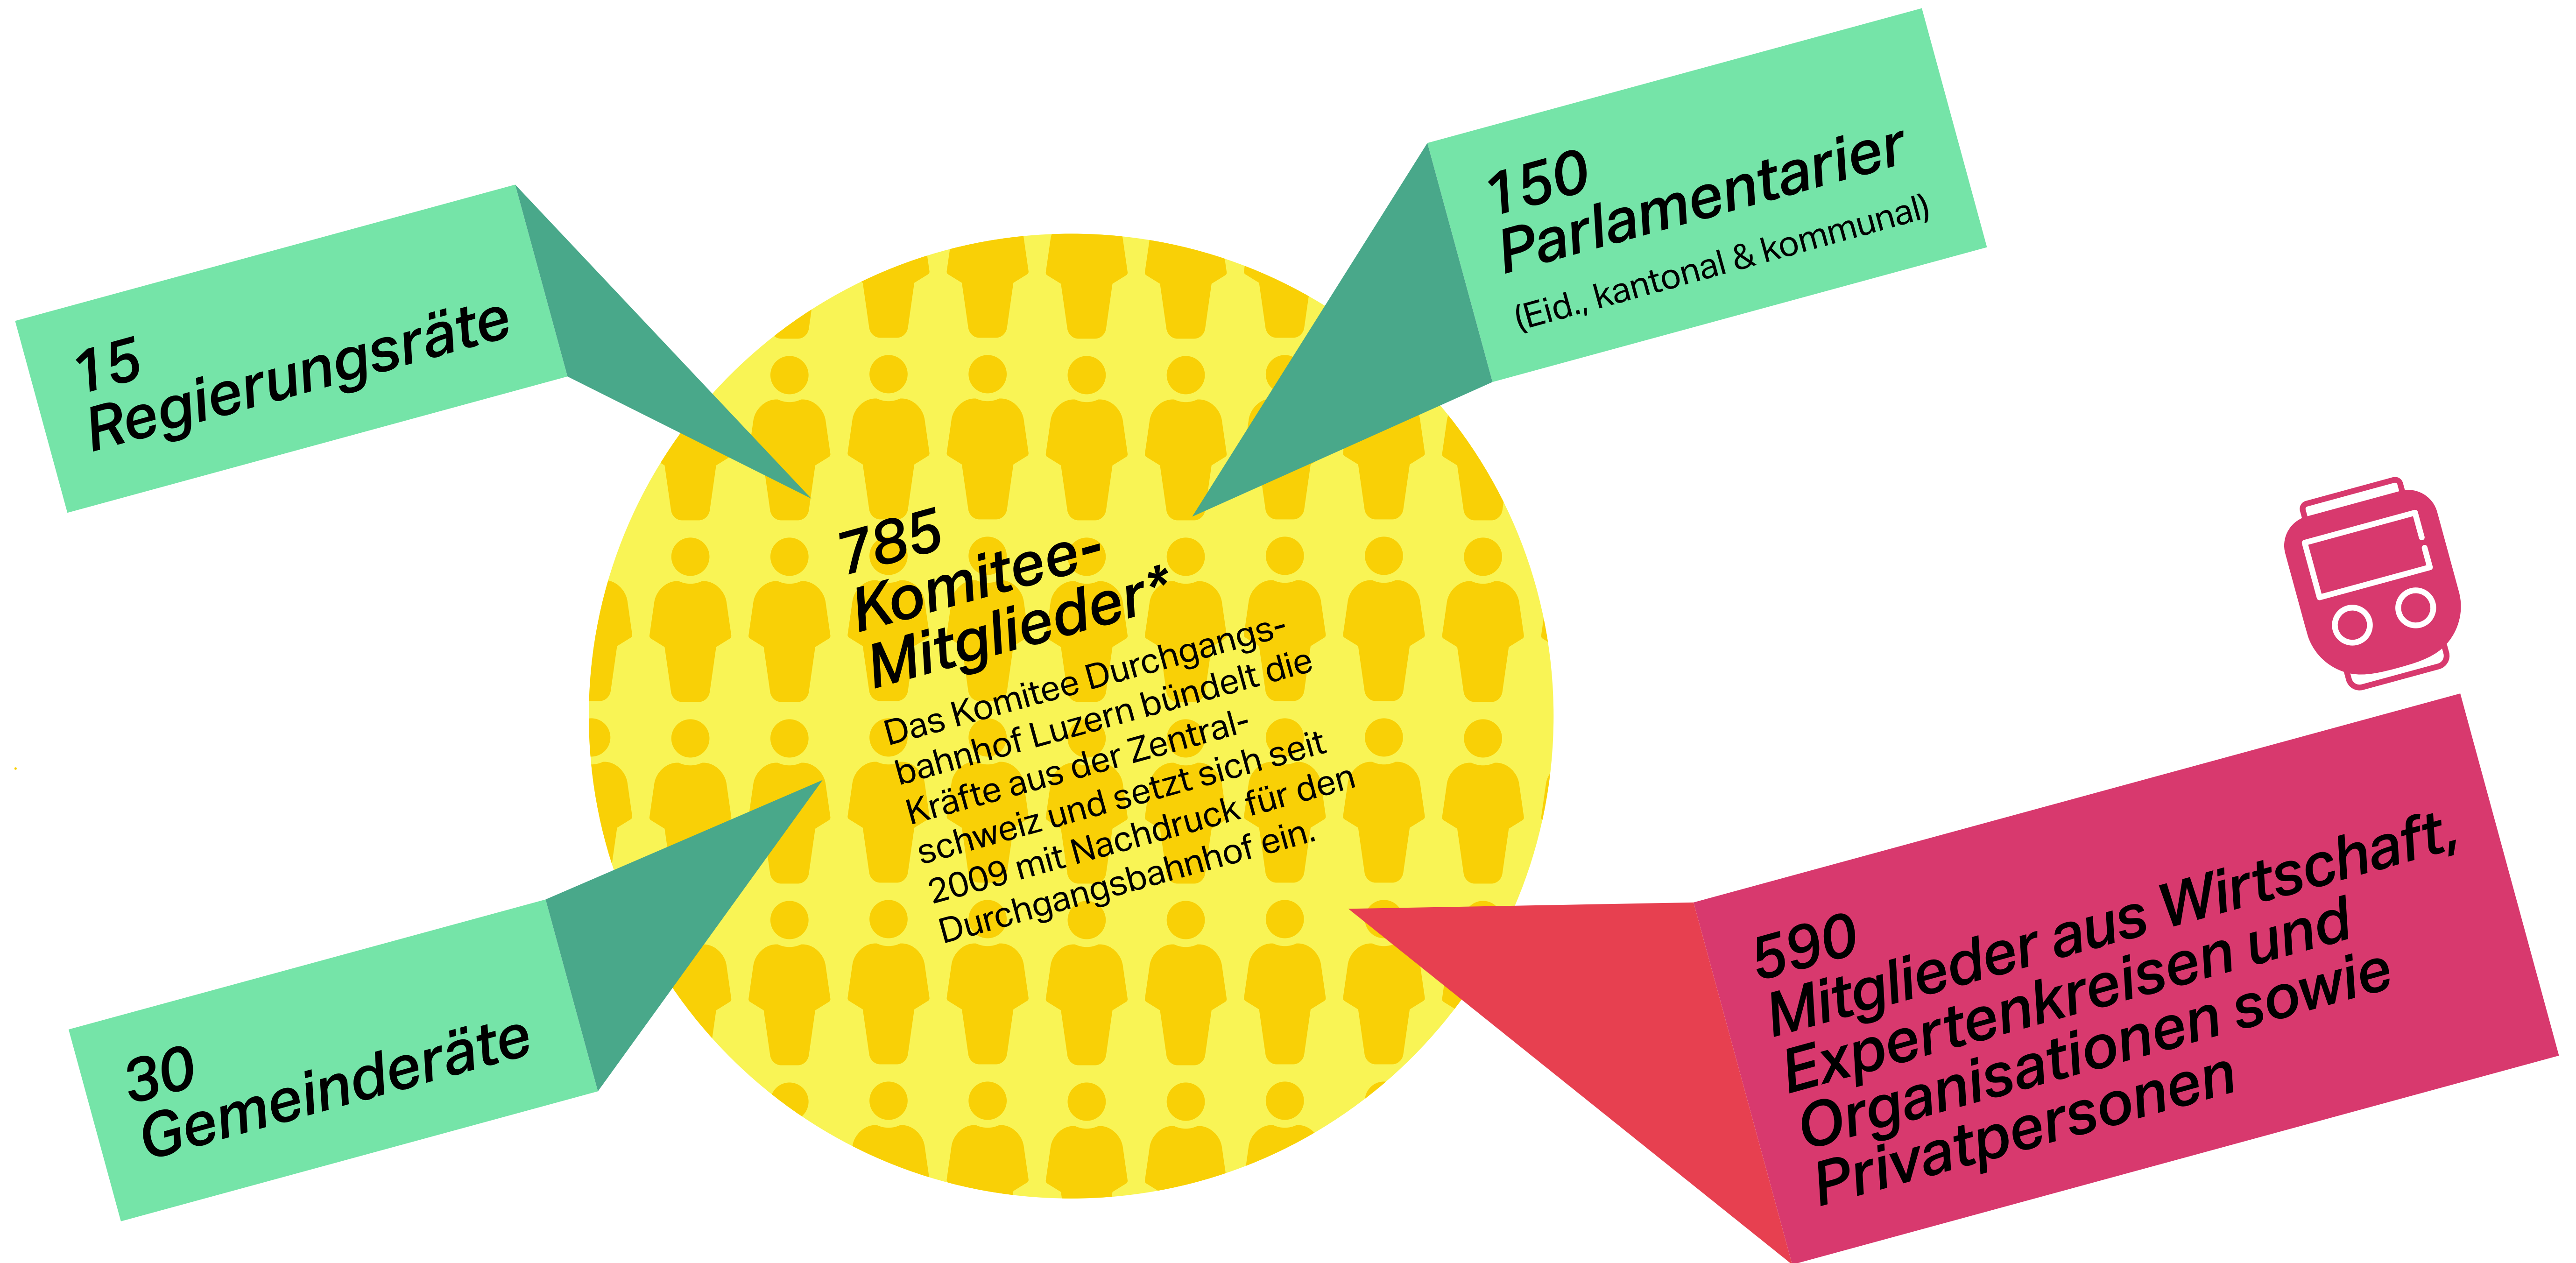 15
Regierungsräte
150
Parlamentarier
(Eid., kantonal & kommunal)
785
Komitee-
Mitglieder*
Das Komitee Durchgangs-
bahnhof Luzern bündelt die
Kräfte aus der Zentral-
schweiz und setzt sich seit
2009 mit Nachdruck für den
Durchgangsbahnhof ein.
30
Gemeinderäte
590
Mitglieder aus Wirtschaft,
Expertenkreisen und
Organisationen sowie
Privatpersonen